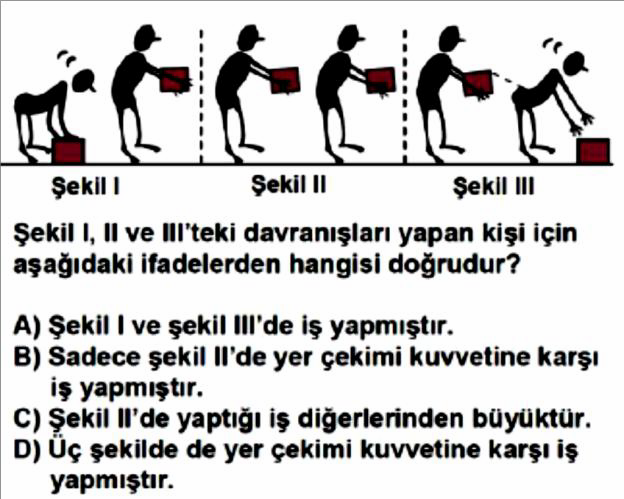 Şekil I
Şekil II
Şekil III
Şekil I, II ve III'teki davranışları yapan kişi için
aşağıdaki ifadelerden hangisi doğrudur?
A) Şekil I ve şekil III'de iş yapmıştır.
B) Sadece şekil II'de yer çekimi kuvvetine karşı
iş yapmıştır.
C) Şekil II'de yaptığı iş diğerlerinden büyüktür.
D) Üç şekilde de yer çekimi kuvvetine karşı iş
yapmıştır.